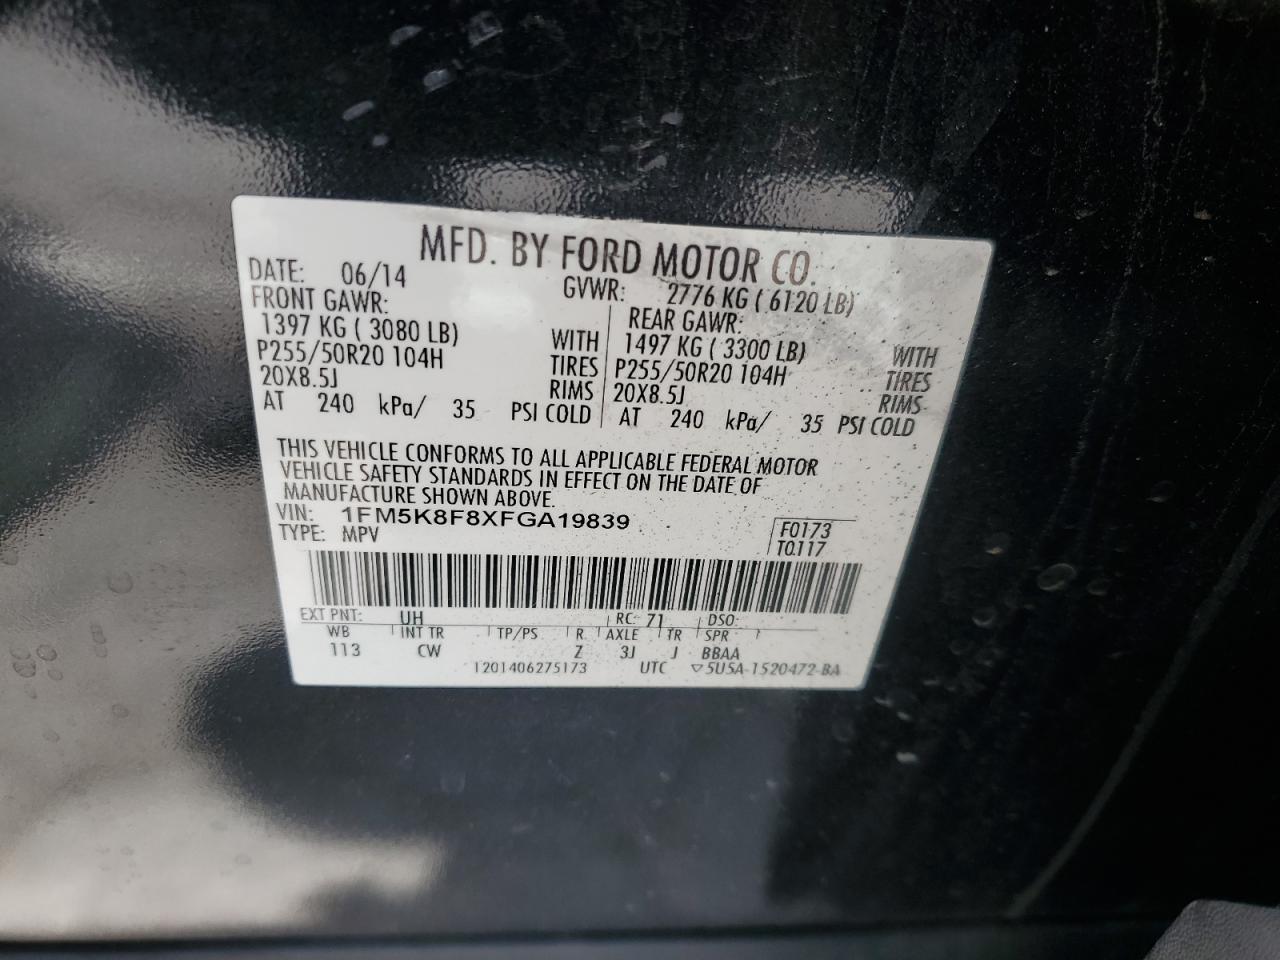 MFD. BY FORD MOTOR CO.
DATE: 06/14 GVWR: 2776 KG ( 6120 LB)
FRONT GAWR: REAR GAWR:
1397 KG ( 3080 LB) WITH 1497 KG ( 3300 LB) WITH
P255/50R20 104H TIRES P255/50R20 104H TIRES
20X8.5J RIMS 20X8.5J RIMS
AT 240 kPa/ 35 PSI COLD AT 240 kPa/ 35 PSI COLD
THIS VEHICLE CONFORMS TO ALL APPLICABLE FEDERAL MOTOR
VEHICLE SAFETY STANDARDS IN EFFECT ON THE DATE OF
MANUFACTURE SHOWN ABOVE.
VIN: 1FM5K8F8XFGA19839
TYPE: MPV
F0173
T0117
EXT PNT: UH RC: 71 DSO:
WB INT TR TP/PS R AXLE TR SPR
113 CW Z 3J J BBAA
1201406275173 UTC ▽5U5A-1520472-BA